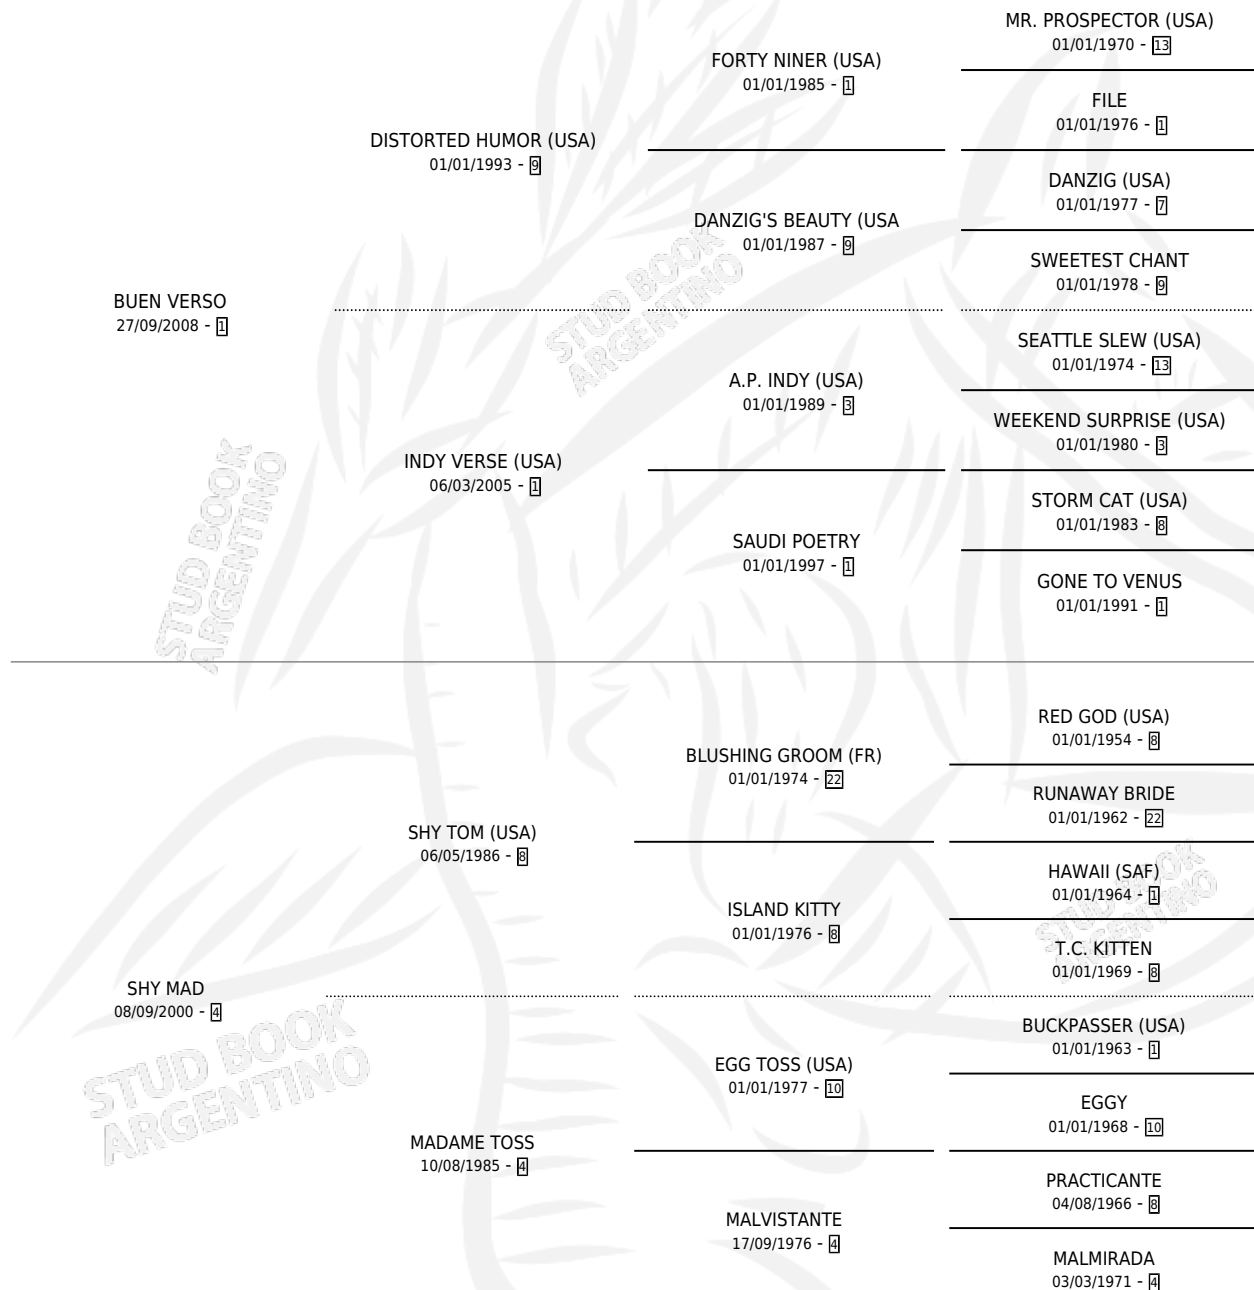 MR. PROSPECTOR (USA)
01/01/1970 - 13
FORTY NINER (USA)
01/01/1985 - 1
FILE
01/01/1976 - 1
DISTORTED HUMOR (USA)
01/01/1993 - 9
DANZIG (USA)
01/01/1977 - 7
DANZIG'S BEAUTY (USA
01/01/1987 - 9
SWEETEST CHANT
01/01/1978 - 9
BUEN VERSO
27/09/2008 - 1
SEATTLE SLEW (USA)
01/01/1974 - 13
A.P. INDY (USA)
01/01/1989 - 3
WEEKEND SURPRISE (USA)
01/01/1980 - 3
INDY VERSE (USA)
06/03/2005 - 1
STORM CAT (USA)
01/01/1983 - 8
SAUDI POETRY
01/01/1997 - 1
GONE TO VENUS
01/01/1991 - 1
RED GOD (USA)
01/01/1954 - 8
BLUSHING GROOM (FR)
01/01/1974 - 22
RUNAWAY BRIDE
01/01/1962 - 22
SHY TOM (USA)
06/05/1986 - 8
HAWAII (SAF)
01/01/1964 - 1
ISLAND KITTY
01/01/1976 - 8
T.C. KITTEN
01/01/1969 - 8
SHY MAD
08/09/2000 - 4
BUCKPASSER (USA)
01/01/1963 - 1
EGG TOSS (USA)
01/01/1977 - 10
EGGY
01/01/1968 - 10
MADAME TOSS
10/08/1985 - 4
PRACTICANTE
04/08/1966 - 8
MALVISTANTE
17/09/1976 - 4
MALMIRADA
03/03/1971 - 4
STUD BOOK
ARGENTINO
STUD BOOK
ARGENTINO
STUD BOOK
ARGENTINO
STUD BOOK
ARGENTINO